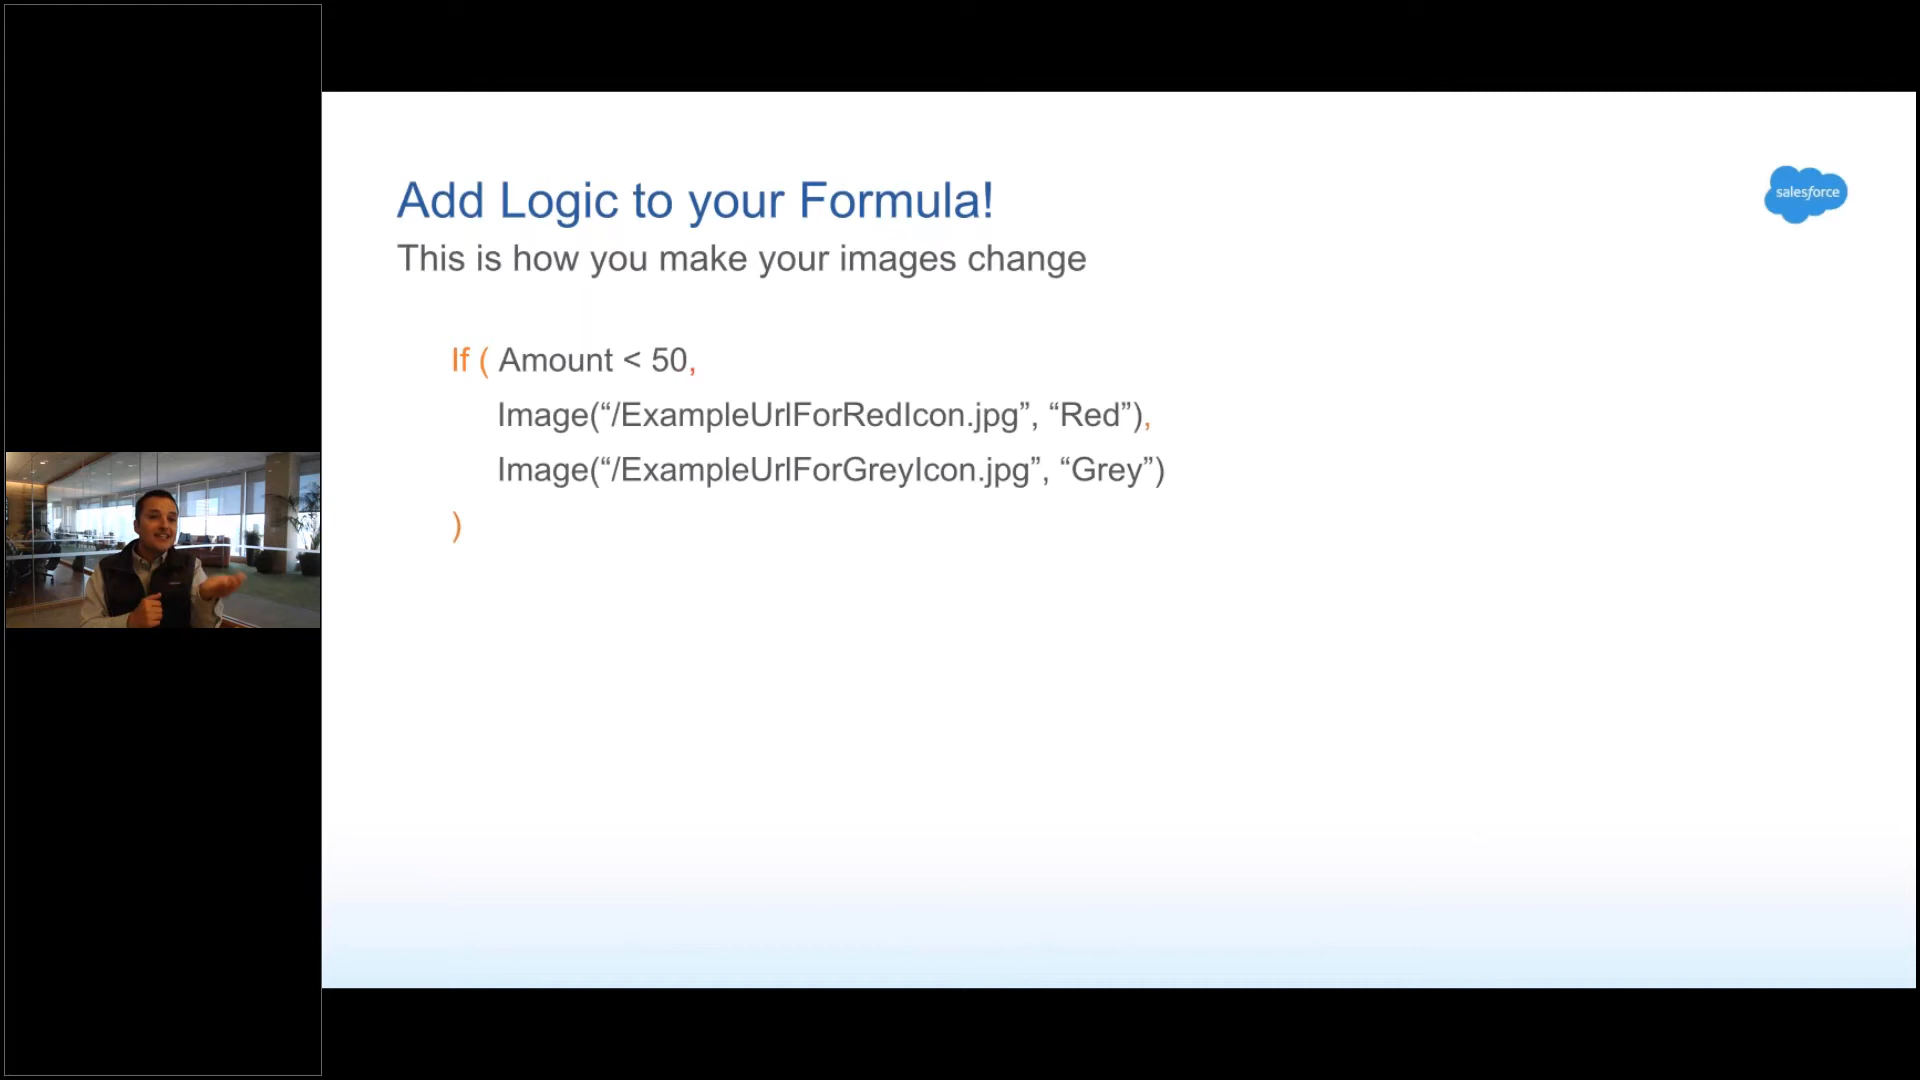 Add Logic to your Formula!
salesforce
This is how you make your images change
If ( Amount < 50,
Image(“/ExampleUrlForRedIcon.jpg”, “Red”),
Image(“/ExampleUrlForGreyIcon.jpg”, “Grey”)
)